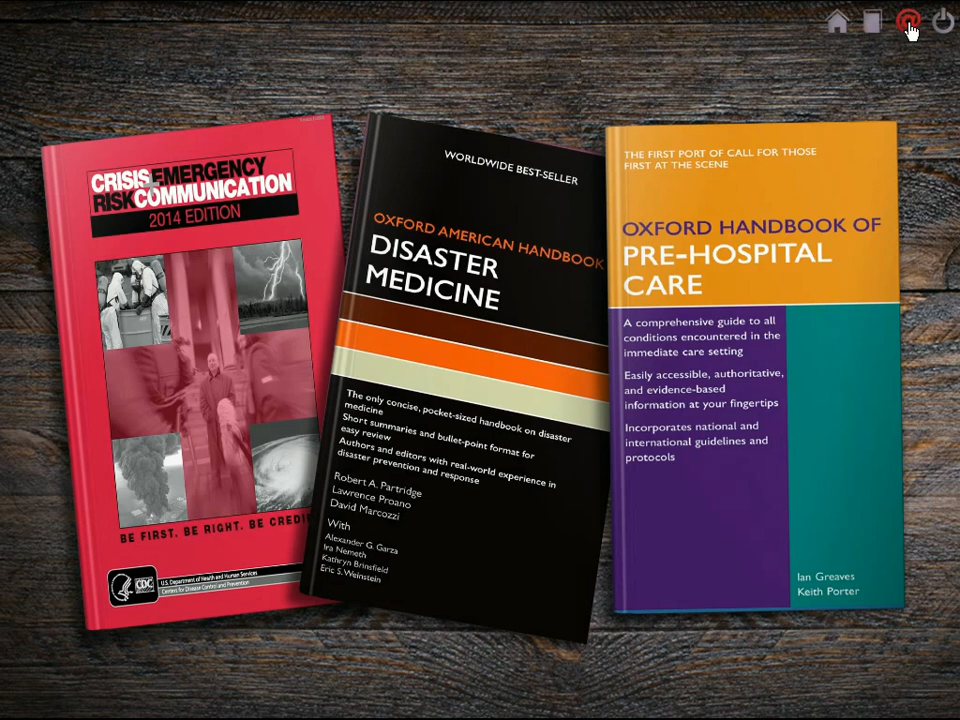 CRISIS EMERGENCY
RISK COMMUNICATION
2014 EDITION
BE FIRST. BE RIGHT. BE
CDC
U.S. Department of Health and Human Services
Centers for Disease Control and Prevention
WORLDWIDE BEST-SELLER
OXFORD AMERICAN HANDBOOK
DISASTER
MEDICINE
The only concise, pocket-sized handbook on disaster
medicine
Short summaries and bullet-point format for
easy review
Authors and editors with real-world experience in
disaster prevention and response
Robert A. Partridge
Lawrence Proano
David Marcozzi
With
Alexander G. Garza
Ira Nemeth
Kathryn Brinsfield
Eric S. Weinstein
THE FIRST PORT OF CALL FOR THOSE
FIRST AT THE SCENE
OXFORD HANDBOOK OF
PRE-HOSPITAL
CARE
A comprehensive guide to all
conditions encountered in the
immediate care setting
Easily accessible, authoritative,
and evidence-based
information at your fingertips
Incorporates national and
international guidelines and
protocols
Ian Greaves
Keith Porter